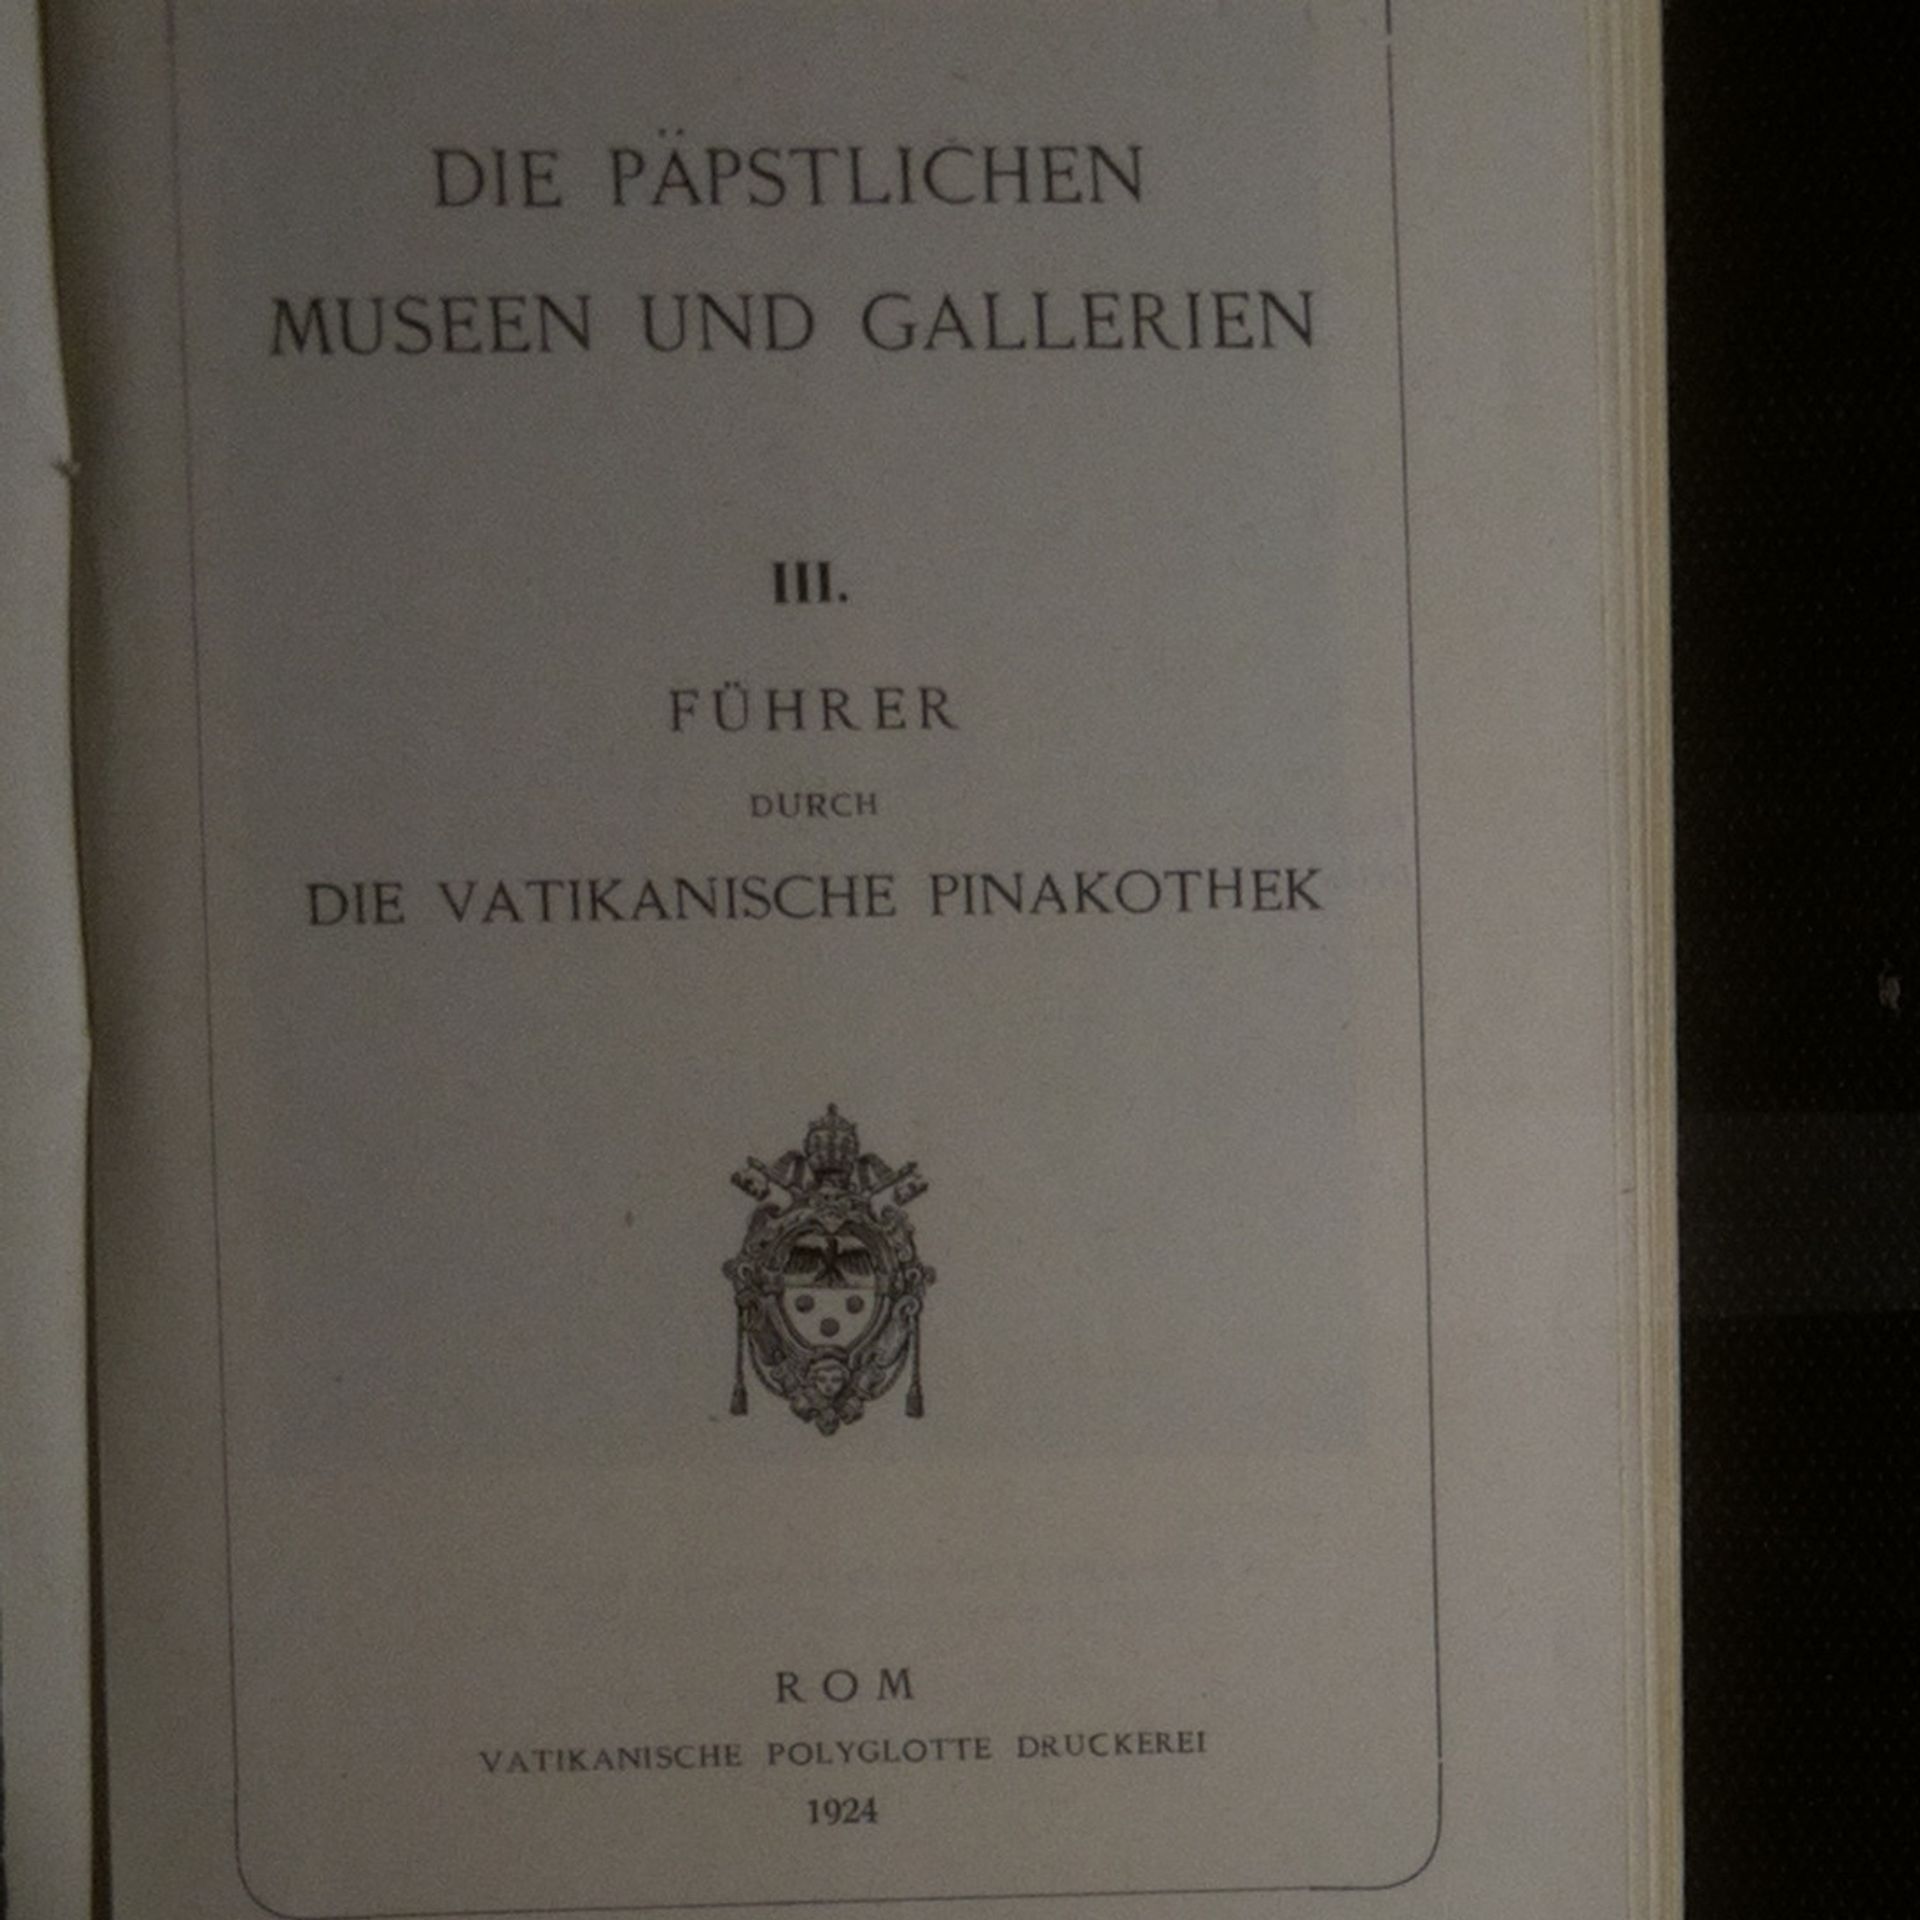 DIE PÄPSTLICHEN
MUSEEN UND GALLERIEN
III.
FÜHRER
DURCH
DIE VATIKANISCHE PINAKOTHEK
ROM
VATIKANISCHE POLYGLOTTE DRUCKEREI
1924